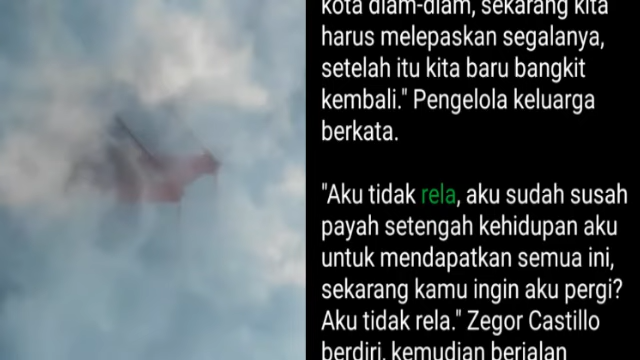 kota diam-diam, sekarang kita
harus melepaskan segalanya,
setelah itu kita baru bangkit
kembali." Pengelola keluarga
berkata.
"Aku tidak rela, aku sudah susah
payah setengah kehidupan aku
untuk mendapatkan semua ini,
sekarang kamu ingin aku pergi?
Aku tidak rela." Zegor Castillo
berdiri, kemudian berjalan